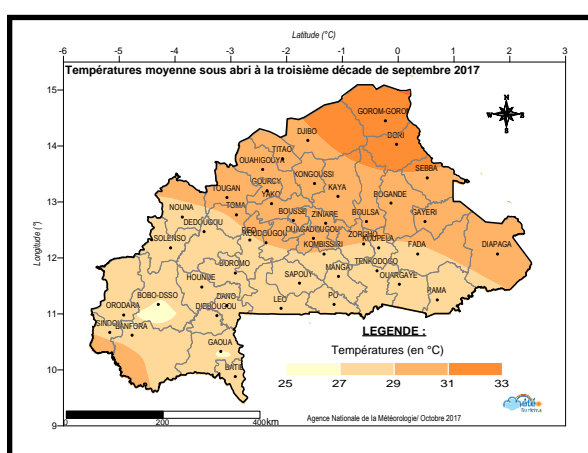 Latitude (°C)
-6 -5 -4 -3 -2 -1 0 1 2 3
Températures moyenne sous abri à la troisième décade de septembre 2017
15
GOROM-GOROM
N
W E
S
DJIBO
DORI
14
TITAO
OUAHIGOUYA
KONGOUSSI
SEBBA
GOURCY
TOUGAN
KAYA
YAKO
BOGANDE
13
NOUNA
TOMA
BOUSSE
ZINIARE
BOULSA
GAYERI
DEDOUGOU
REO
KOUDOUGOU
OUAGADOUGOU
ZORGHO
KOUPELA
SOLENSO
KOMBISSIRI
FADA
DIAPAGA
12
BOROMO
TENKODOGO
HOUNDE
SAPOUY
MANGA
OUARGAYE
BOBO-DSSO
DANO
LEO
PO
PAMA
ORODARA
DIEBOUGOU
11
SINDOU
BANFORA
GAOUA
BATIE
10
9
Longitude (°)
LEGENDE :
Températures (en °C)
25 27 29 31 33
0 200 400 km
Agence Nationale de la Météorologie/ Octobre 2017
météo